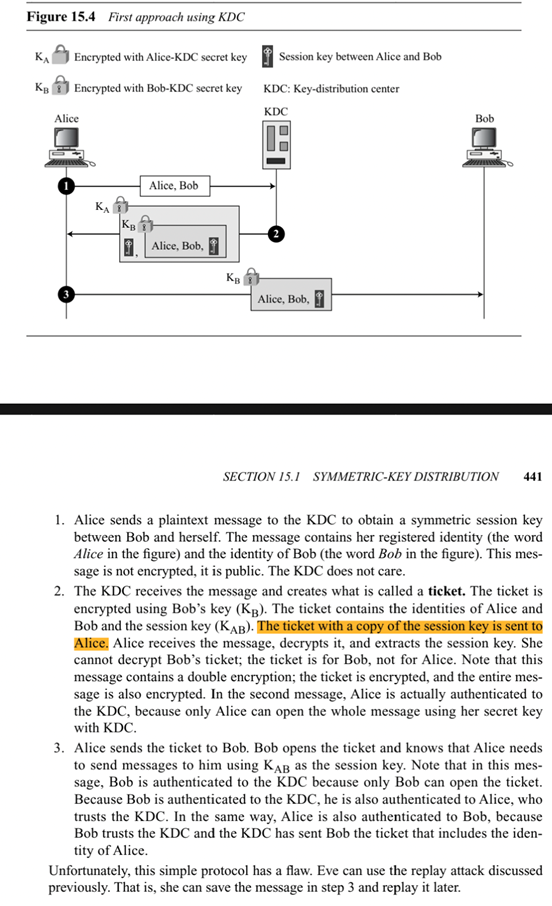 Figure 15.4 First approach using KDC
KA Encrypted with Alice-KDC secret key Session key between Alice and Bob
KB Encrypted with Bob-KDC secret key KDC: Key-distribution center
KDC
Alice
Bob
1
Alice, Bob
KA
KB
2
, Alice, Bob,
KB
3
Alice, Bob,
SECTION 15.1 SYMMETRIC-KEY DISTRIBUTION 441
1. Alice sends a plaintext message to the KDC to obtain a symmetric session key
between Bob and herself. The message contains her registered identity (the word
Alice in the figure) and the identity of Bob (the word Bob in the figure). This mes-
sage is not encrypted, it is public. The KDC does not care.
2. The KDC receives the message and creates what is called a ticket. The ticket is
encrypted using Bob's key (KB). The ticket contains the identities of Alice and
Bob and the session key (KAB). The ticket with a copy of the session key is sent to
Alice. Alice receives the message, decrypts it, and extracts the session key. She
cannot decrypt Bob's ticket; the ticket is for Bob, not for Alice. Note that this
message contains a double encryption; the ticket is encrypted, and the entire mes-
sage is also encrypted. In the second message, Alice is actually authenticated to
the KDC, because only Alice can open the whole message using her secret key
with KDC.
3. Alice sends the ticket to Bob. Bob opens the ticket and knows that Alice needs
to send messages to him using KAB as the session key. Note that in this mes-
sage, Bob is authenticated to the KDC because only Bob can open the ticket.
Because Bob is authenticated to the KDC, he is also authenticated to Alice, who
trusts the KDC. In the same way, Alice is also authenticated to Bob, because
Bob trusts the KDC and the KDC has sent Bob the ticket that includes the iden-
tity of Alice.
Unfortunately, this simple protocol has a flaw. Eve can use the replay attack discussed
previously. That is, she can save the message in step 3 and replay it later.